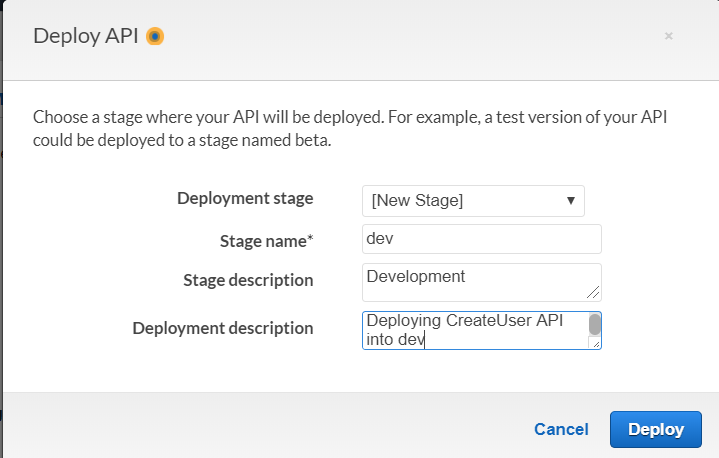 Deploy API
×
Choose a stage where your API will be deployed. For example, a test version of your API
could be deployed to a stage named beta.
Deployment stage [New Stage]
Stage name* dev
Stage description Development
Deployment description Deploying CreateUser API
into dev
Cancel Deploy